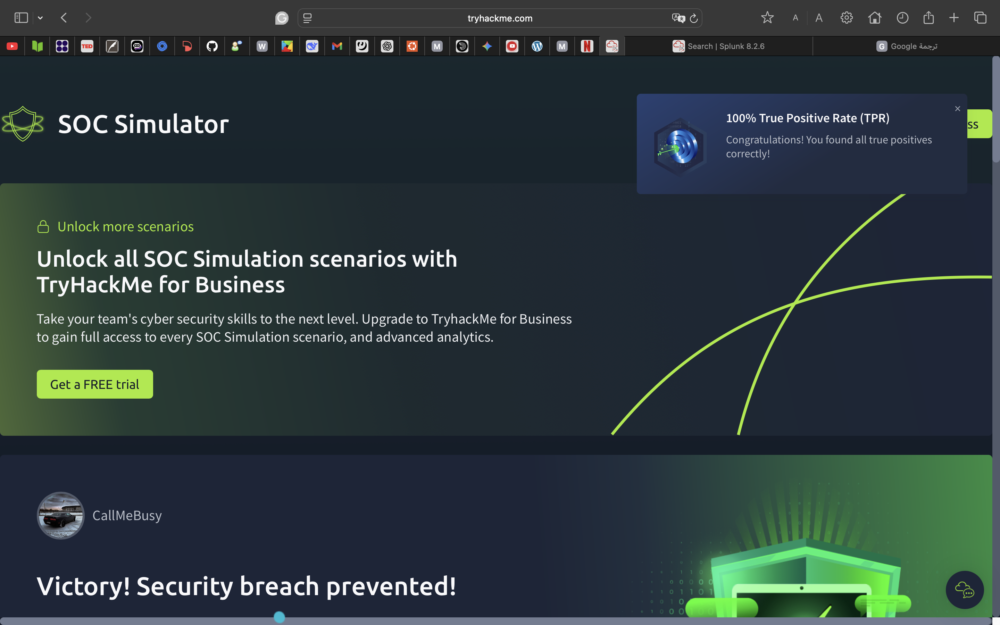 tryhackme.com
A A
TED W M M N
Search | Splunk 8.2.6
G ترجمة Google
SOC Simulator
100% True Positive Rate (TPR)
Congratulations! You found all true positives
correctly!
ss
Unlock more scenarios
Unlock all SOC Simulation scenarios with
TryHackMe for Business
Take your team's cyber security skills to the next level. Upgrade to TryhackMe for Business
to gain full access to every SOC Simulation scenario, and advanced analytics.
Get a FREE trial
CallMeBusy
Victory! Security breach prevented!